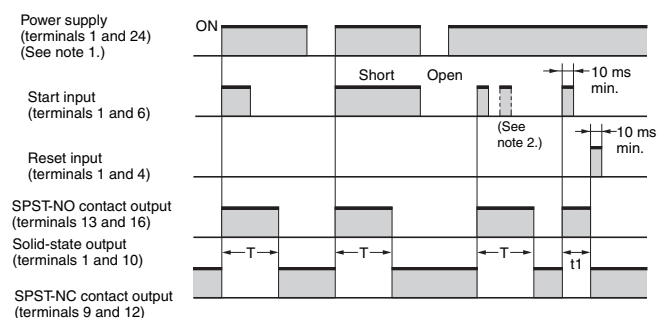 Power supply
(terminals 1 and 24)
(See note 1.)
ON
Short
Open
10 ms
min.
Start input
(terminals 1 and 6)
(See
note 2.)
10 ms
min.
Reset input
(terminals 1 and 4)
SPST-NO contact output
(terminals 13 and 16)
Solid-state output
(terminals 1 and 10)
T
T
T
t1
SPST-NC contact output
(terminals 9 and 12)